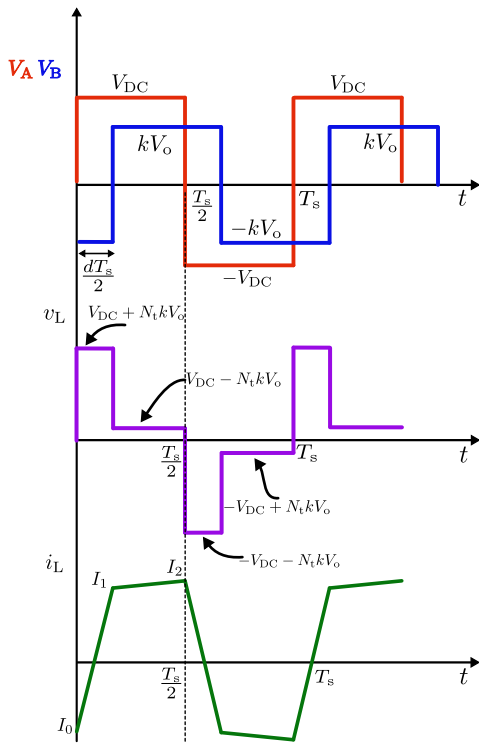 V_A V_B
V_DC
V_DC
kV_o
kV_o
T_s/2
T_s
t
-kV_o
dT_s/2
-V_DC
v_L
V_DC + N_t kV_o
V_DC - N_t kV_o
T_s/2
T_s
t
-V_DC + N_t kV_o
-V_DC - N_t kV_o
i_L
I_1
I_2
T_s/2
T_s
t
I_0